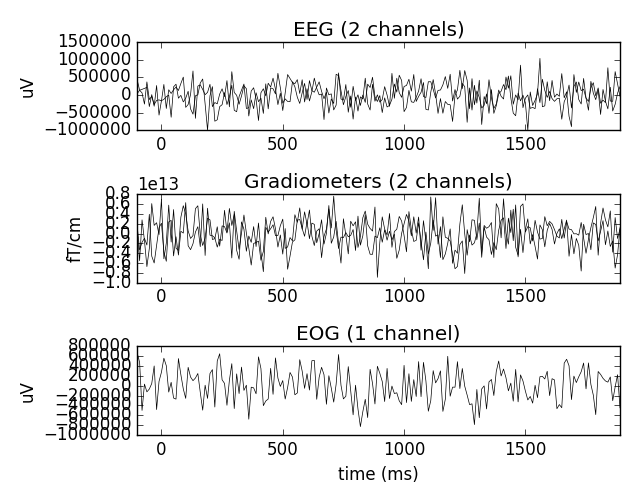 EEG (2 channels)
1500000
1000000
500000
0
−500000
−1000000
uV
0 500 1000 1500
1e13
Gradiometers (2 channels)
0.8
0.6
0.4
0.2
0.0
−0.2
−0.4
−0.6
−0.8
−1.0
fT/cm
0 500 1000 1500
EOG (1 channel)
800000
600000
400000
200000
0
−200000
−400000
−600000
−800000
−1000000
uV
0 500 1000 1500
time (ms)